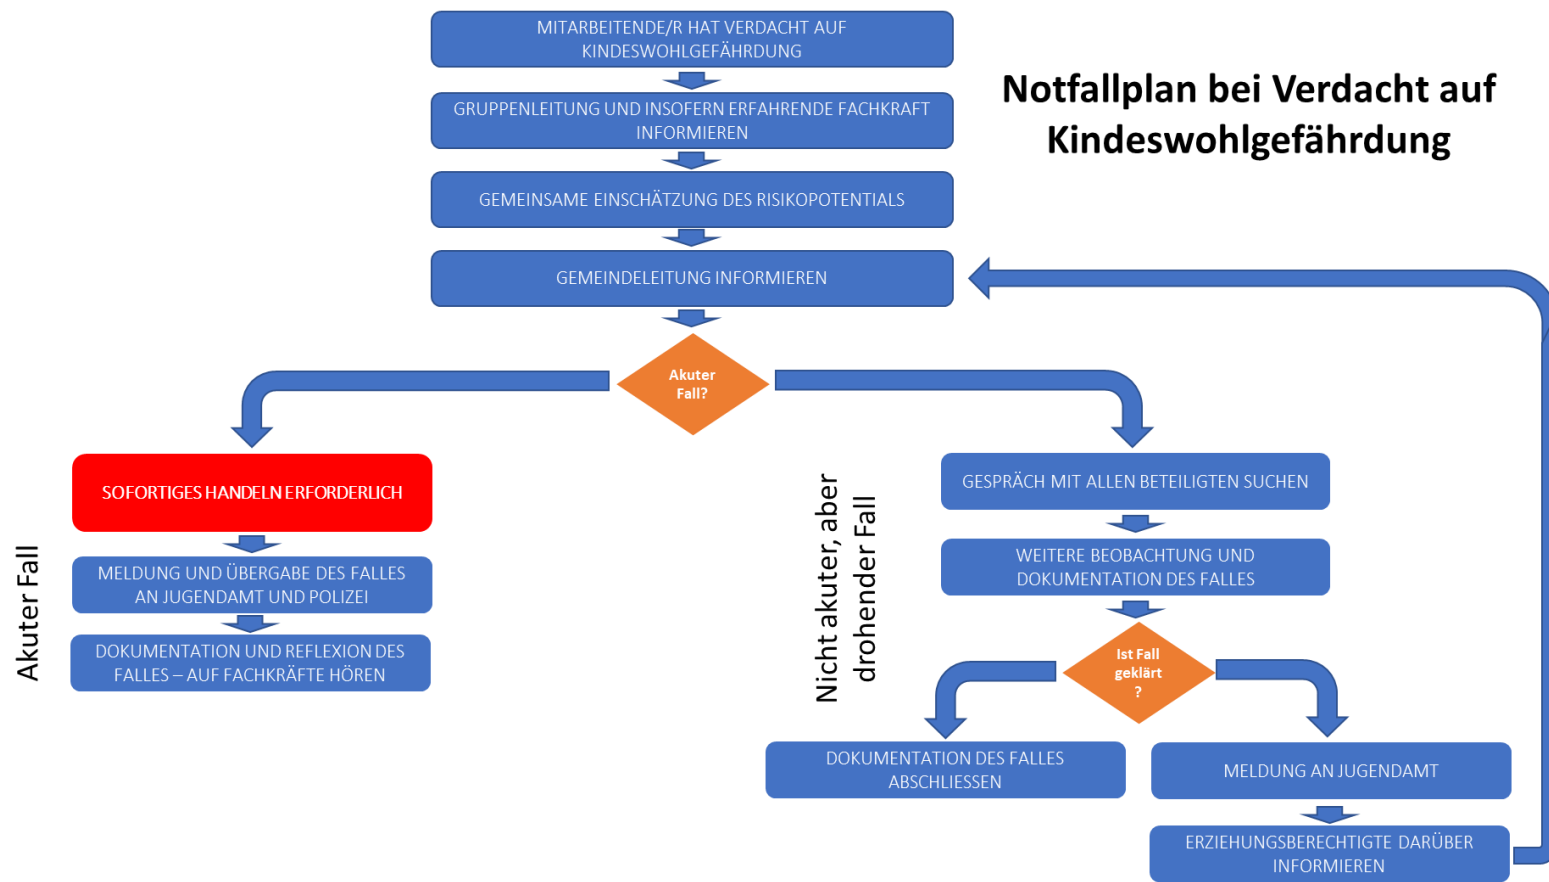 MITARBEITENDE/R HAT VERDACHT AUF
KINDESWOHLGEFÄHRDUNG
Notfallplan bei Verdacht auf
Kindeswohlgefährdung
GRUPPENLEITUNG UND INSOFERN ERFAHRENDE FACHKRAFT
INFORMIEREN
GEMEINSAME EINSCHÄTZUNG DES RISIKOPOTENTIALS
GEMEINDELEITUNG INFORMIEREN
Akuter
Fall?
Akuter Fall
SOFORTIGES HANDELN ERFORDERLICH
MELDUNG UND ÜBERGABE DES FALLES
AN JUGENDAMT UND POLIZEI
DOKUMENTATION UND REFLEXION DES
FALLES – AUF FACHKRÄFTE HÖREN
Nicht akuter, aber
drohender Fall
GESPRÄCH MIT ALLEN BETEILIGTEN SUCHEN
WEITERE BEOBACHTUNG UND
DOKUMENTATION DES FALLES
Ist Fall
geklärt
?
DOKUMENTATION DES FALLES
ABSCHLIESSEN
MELDUNG AN JUGENDAMT
ERZIEHUNGSBERECHTIGTE DARÜBER
INFORMIEREN